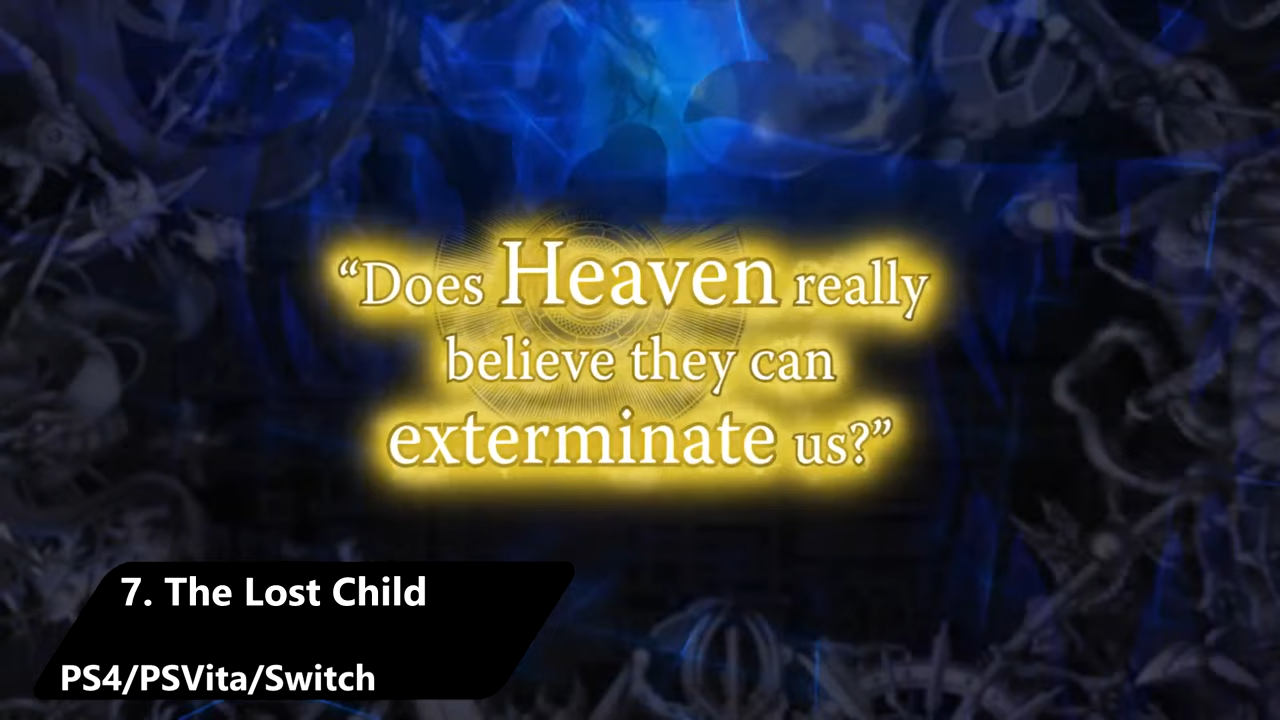 “Does Heaven really
believe they can
exterminate us?”
7. The Lost Child
PS4/PSVita/Switch